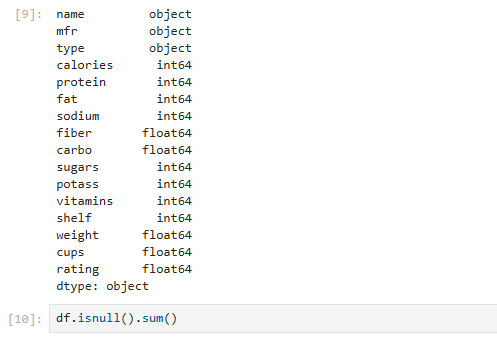 [9]: name object
mfr object
type object
calories int64
protein int64
fat int64
sodium int64
fiber float64
carbo float64
sugars int64
potass int64
vitamins int64
shelf int64
weight float64
cups float64
rating float64
dtype: object
[10]: df.isnull().sum()